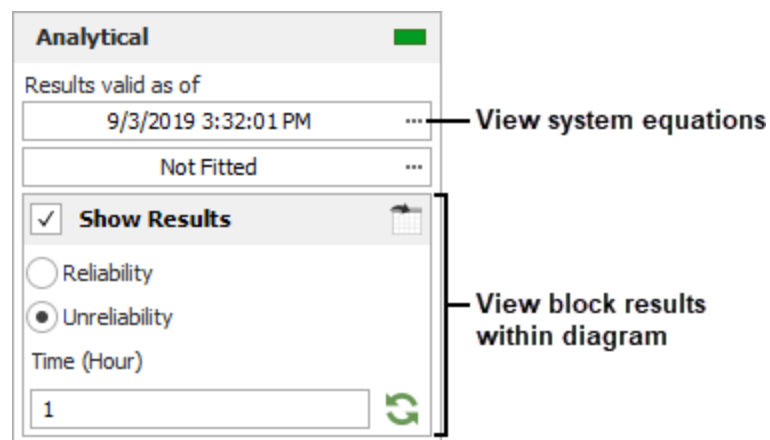 Analytical
Results valid as of
9/3/2019 3:32:01 PM ...
View system equations
Not Fitted ...
Show Results
Reliability
Unreliability
View block results
within diagram
Time (Hour)
1